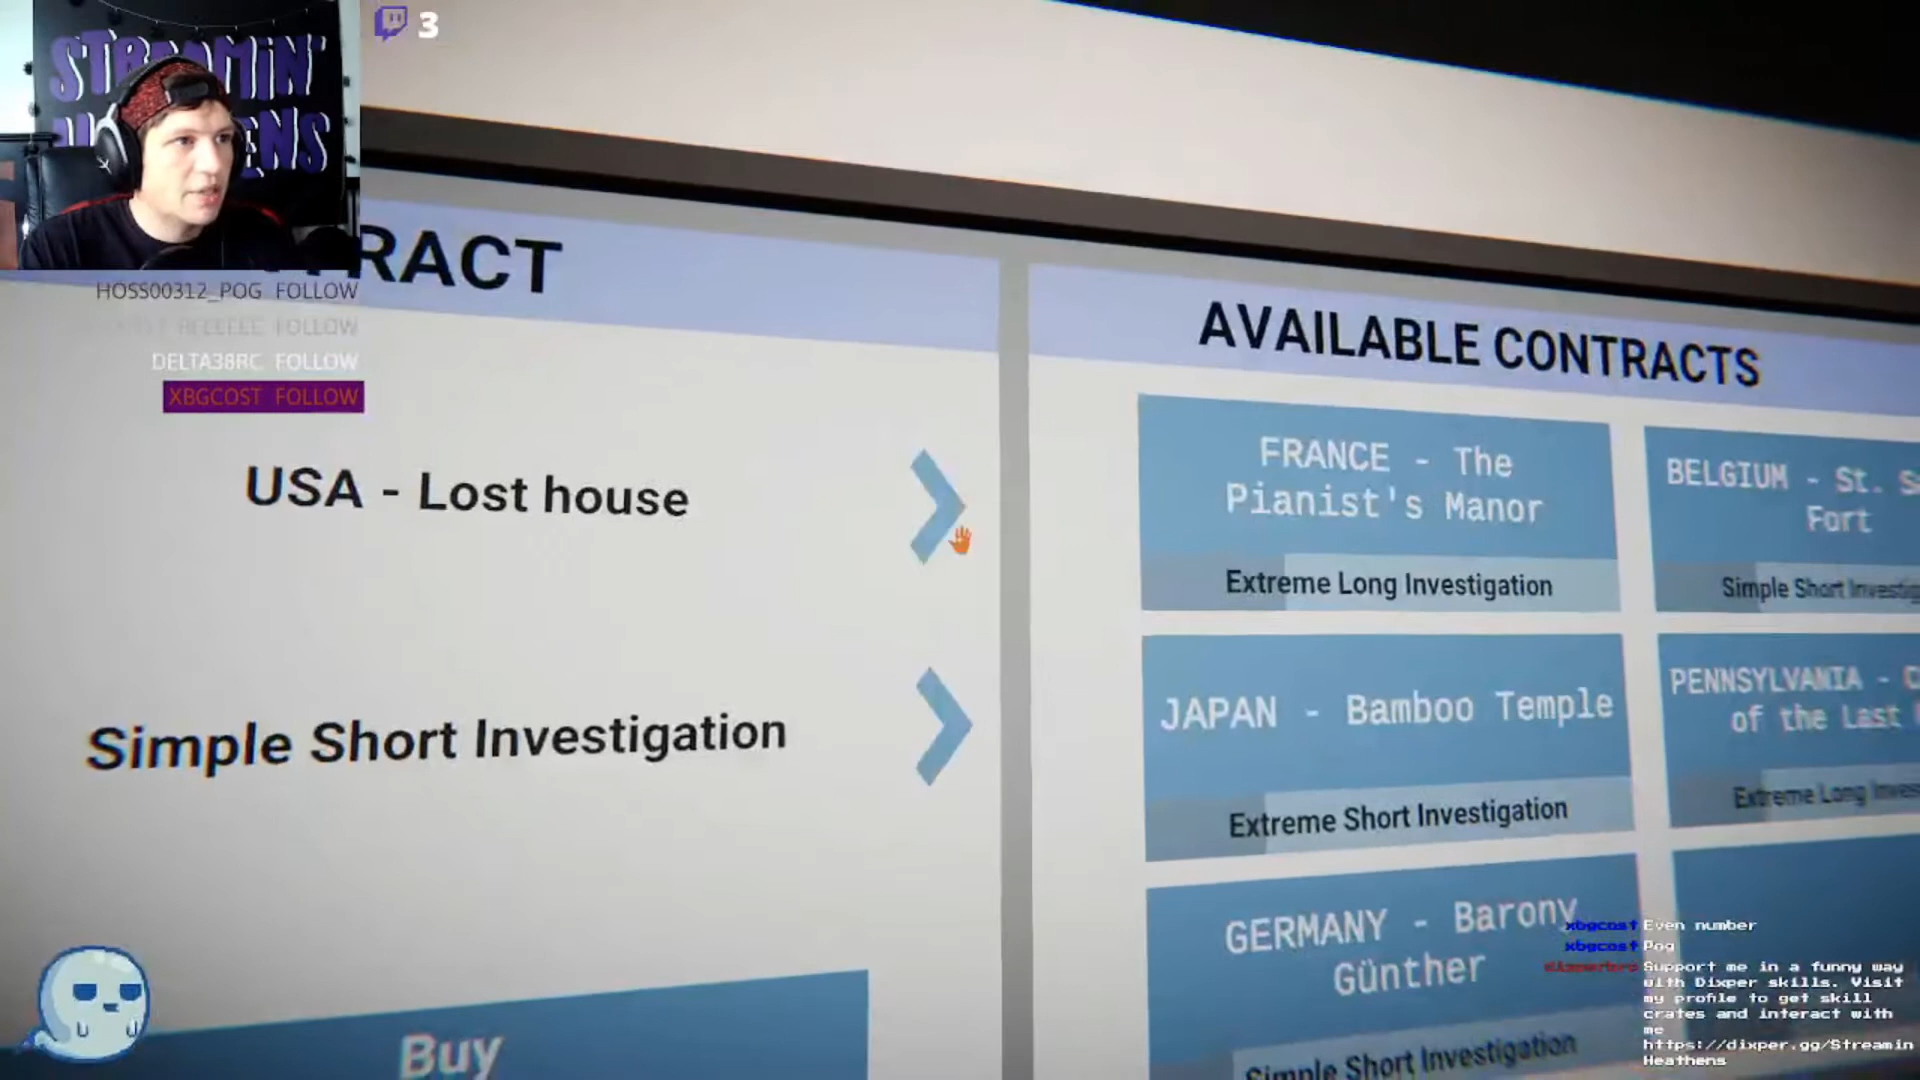 STREAMIN'
3
RACT
HOSS00312_POG FOLLOW
FOLLOW
DELTA38RC FOLLOW
XBGCOST FOLLOW
USA - Lost house
Simple Short Investigation
Buy
AVAILABLE CONTRACTS
FRANCE - The
Pianist's Manor
Extreme Long Investigation
BELGIUM - St.
Fort
Simple Short
JAPAN - Bamboo Temple
Extreme Short Investigation
PENNSYLVANIA -
of the Last
Extreme Long
GERMANY - Barony
Günther
Simple Short Investigation
xbgcost Even number
xbgcost Pog
Support me in a funny way
with Dixper skills. Visit
my profile to get skill
crates and interact with
me
https://dixper.gg/Streamin
Heathens